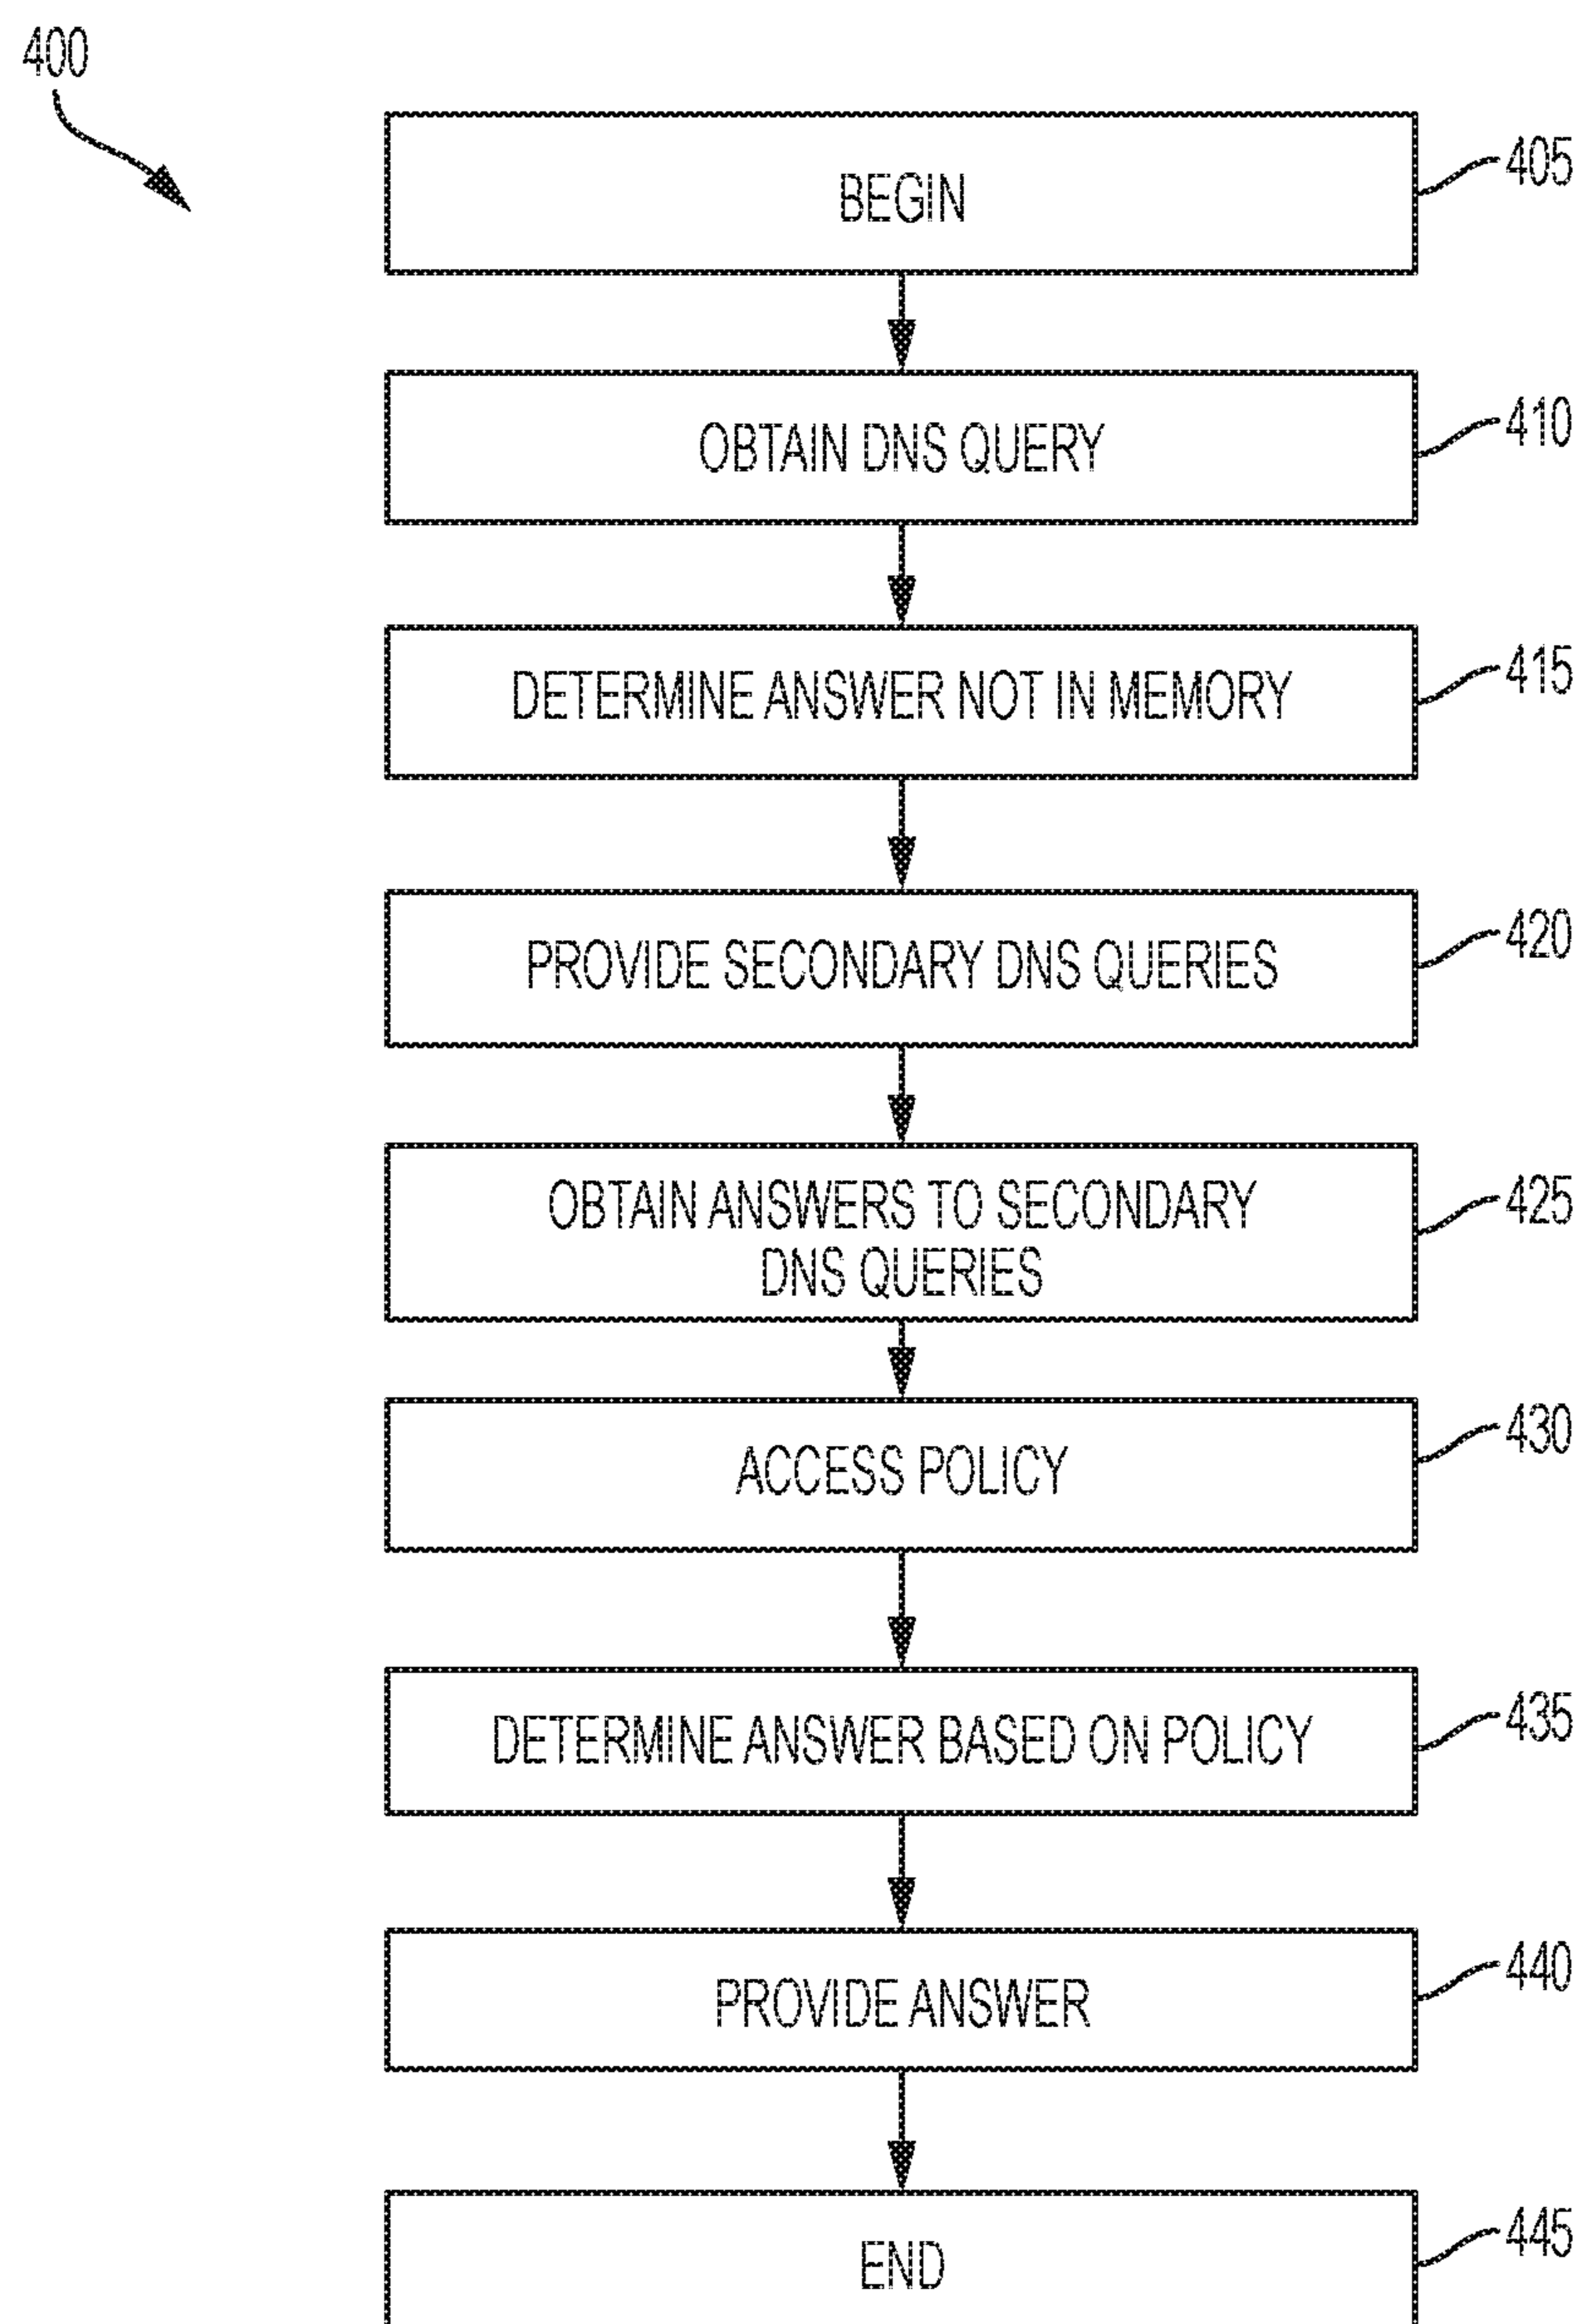 400
BEGIN
405
OBTAIN DNS QUERY
410
DETERMINE ANSWER NOT IN MEMORY
415
PROVIDE SECONDARY DNS QUERIES
420
OBTAIN ANSWERS TO SECONDARY
DNS QUERIES
425
ACCESS POLICY
430
DETERMINE ANSWER BASED ON POLICY
435
PROVIDE ANSWER
440
END
445